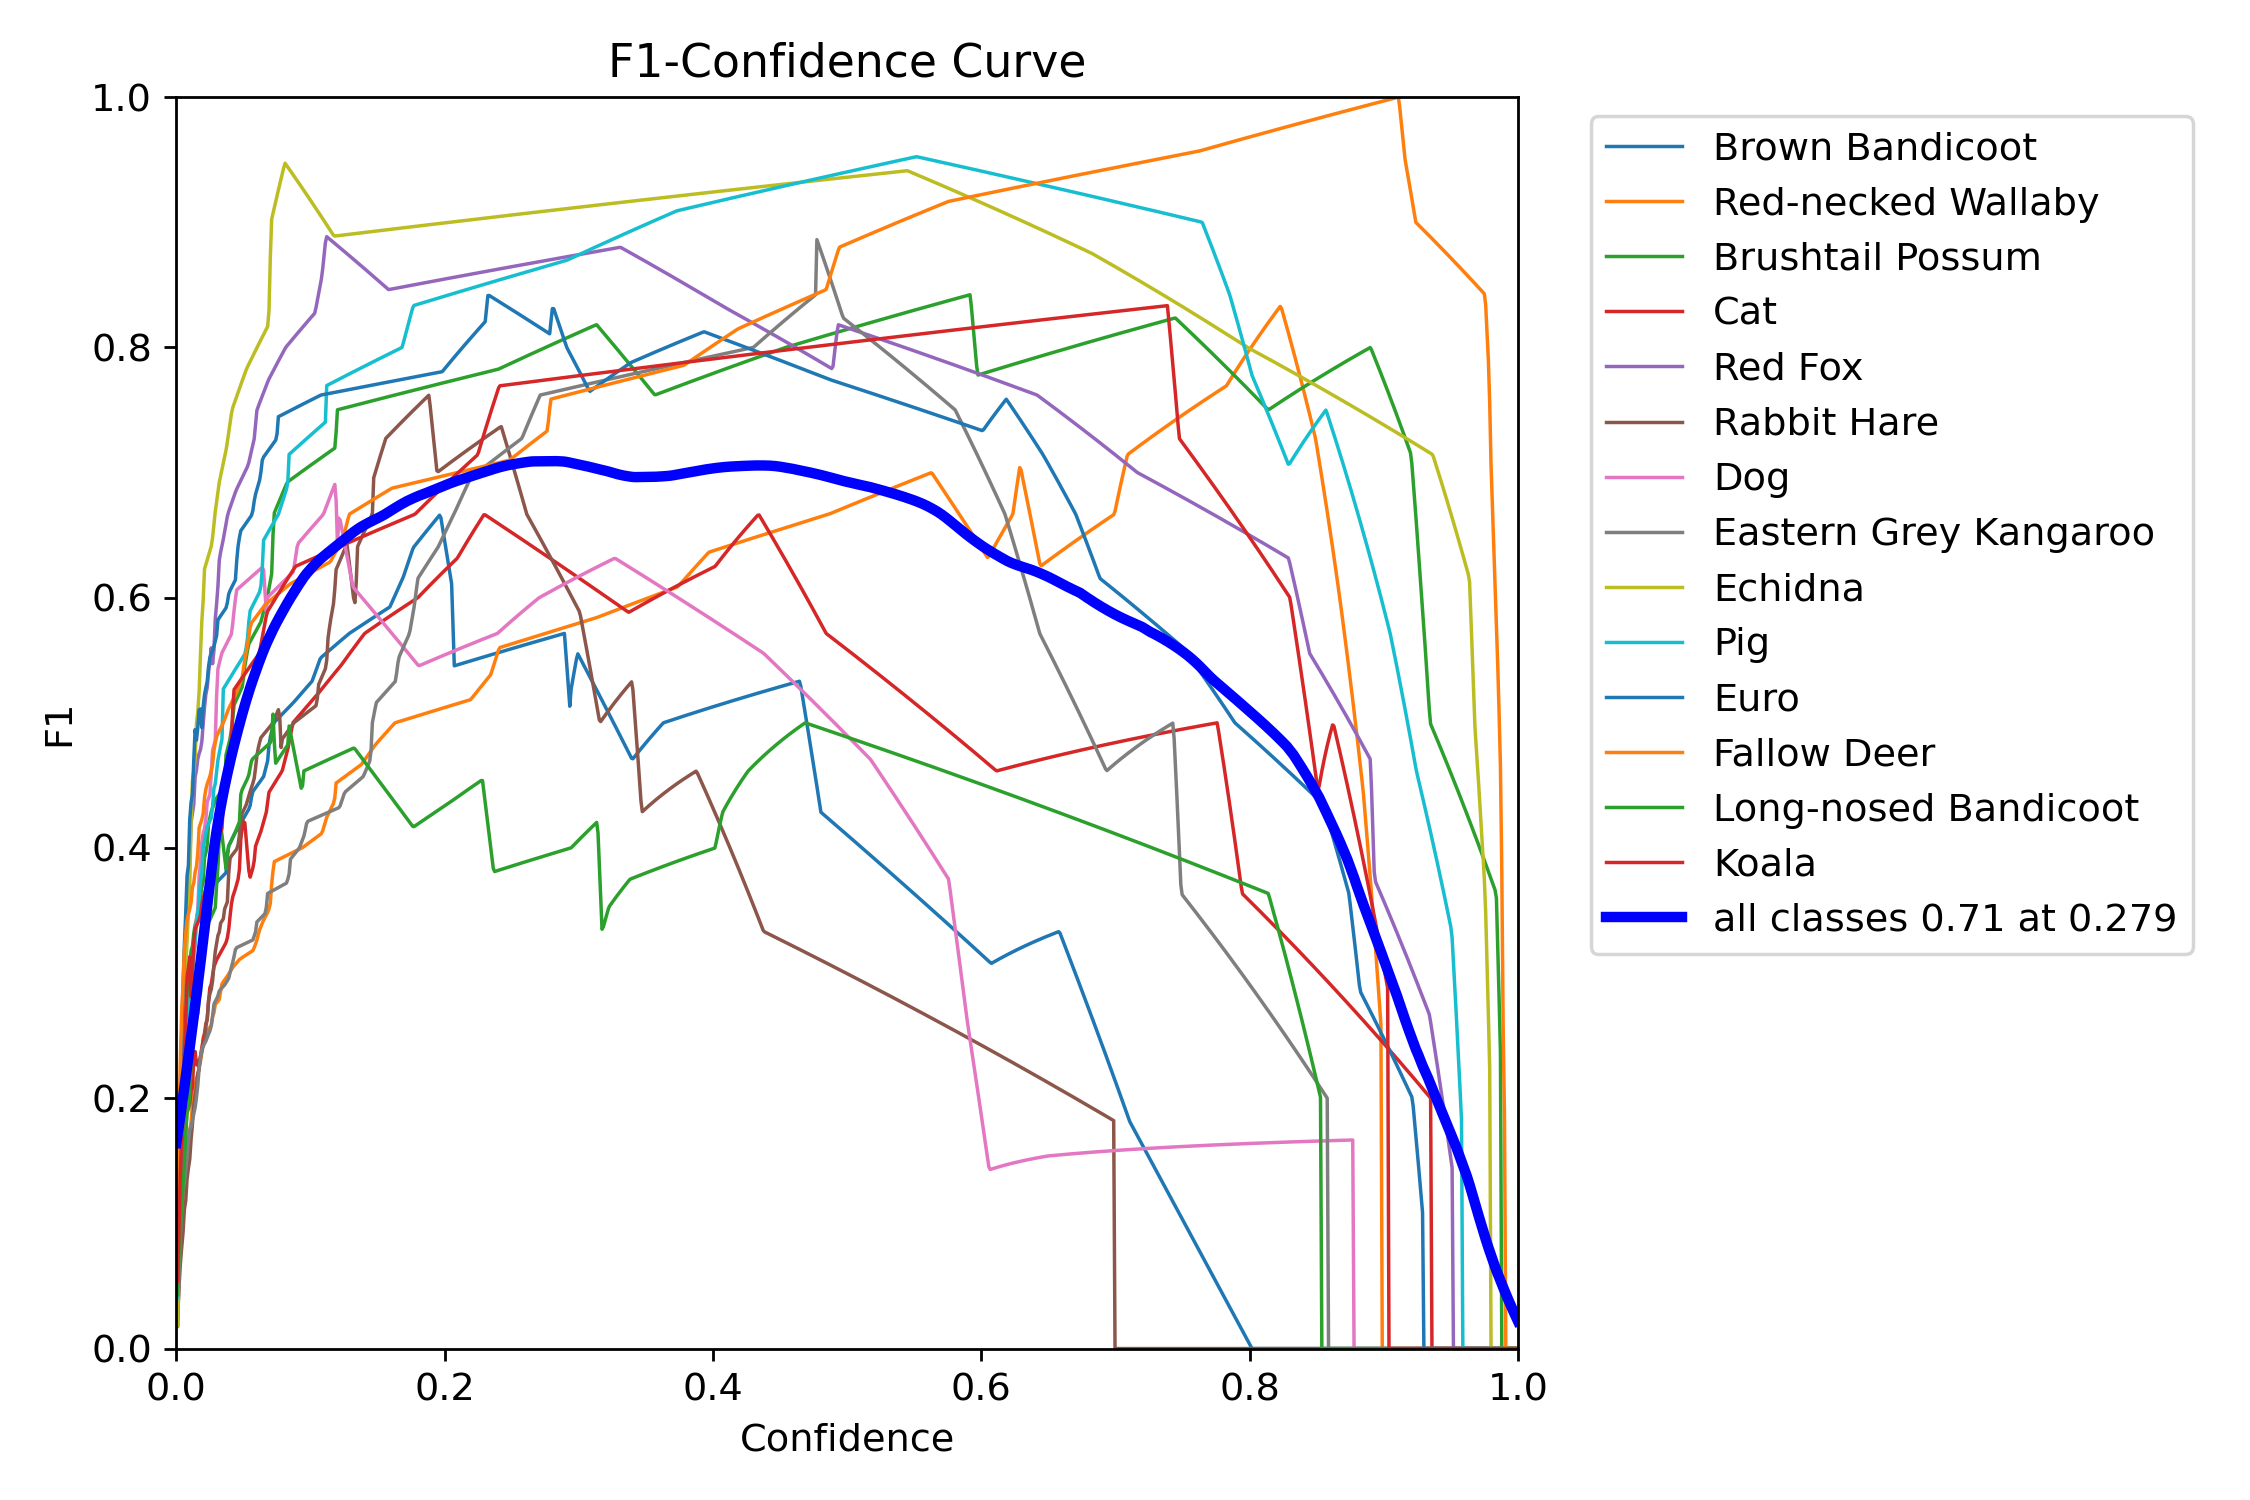 F1-Confidence Curve
1.0
0.8
0.6
0.4
0.2
0.0
F1
0.0 0.2 0.4 0.6 0.8 1.0
Confidence
Brown Bandicoot
Red-necked Wallaby
Brushtail Possum
Cat
Red Fox
Rabbit Hare
Dog
Eastern Grey Kangaroo
Echidna
Pig
Euro
Fallow Deer
Long-nosed Bandicoot
Koala
all classes 0.71 at 0.279